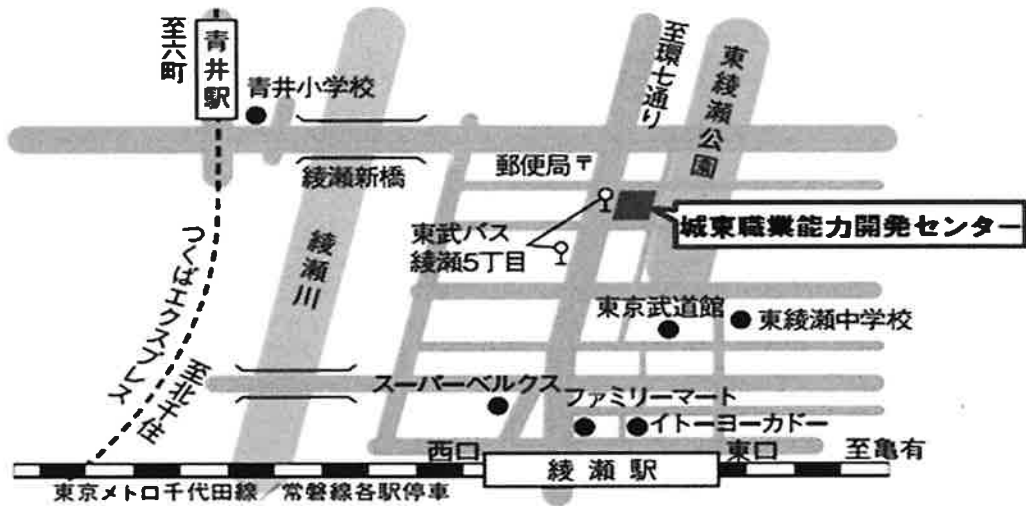 至六町
青井駅
青井小学校
至環七通り
東綾瀬公園
綾瀬新橋
郵便局〒
城東職業能力開発センター
東武バス
綾瀬5丁目
綾瀬川
つくばエクスプレス
至北千住
東京武道館
東綾瀬中学校
スーパーベルクス
ファミリーマート
イトーヨーカドー
西口
綾瀬駅
東口
至亀有
東京メトロ千代田線／常磐線各駅停車